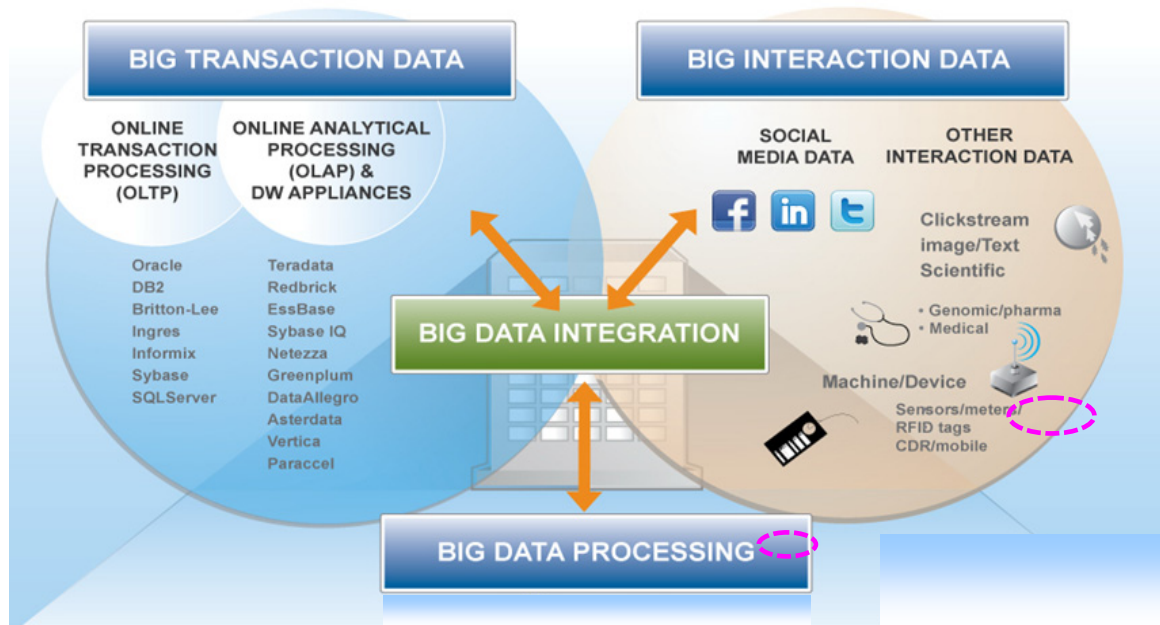 BIG TRANSACTION DATA
BIG INTERACTION DATA
ONLINE
TRANSACTION
PROCESSING
(OLTP)
ONLINE ANALYTICAL
PROCESSING
(OLAP) &
DW APPLIANCES
SOCIAL
MEDIA DATA
OTHER
INTERACTION DATA
Oracle
DB2
Britton-Lee
Ingres
Informix
Sybase
SQLServer
Teradata
Redbrick
EssBase
Sybase IQ
Netezza
Greenplum
DataAllegro
Asterdata
Vertica
Paraccel
f
in
t
Clickstream
image/Text
Scientific
• Genomic/pharma
• Medical
BIG DATA INTEGRATION
Machine/Device
Sensors/meters/
RFID tags
CDR/mobile
BIG DATA PROCESSING